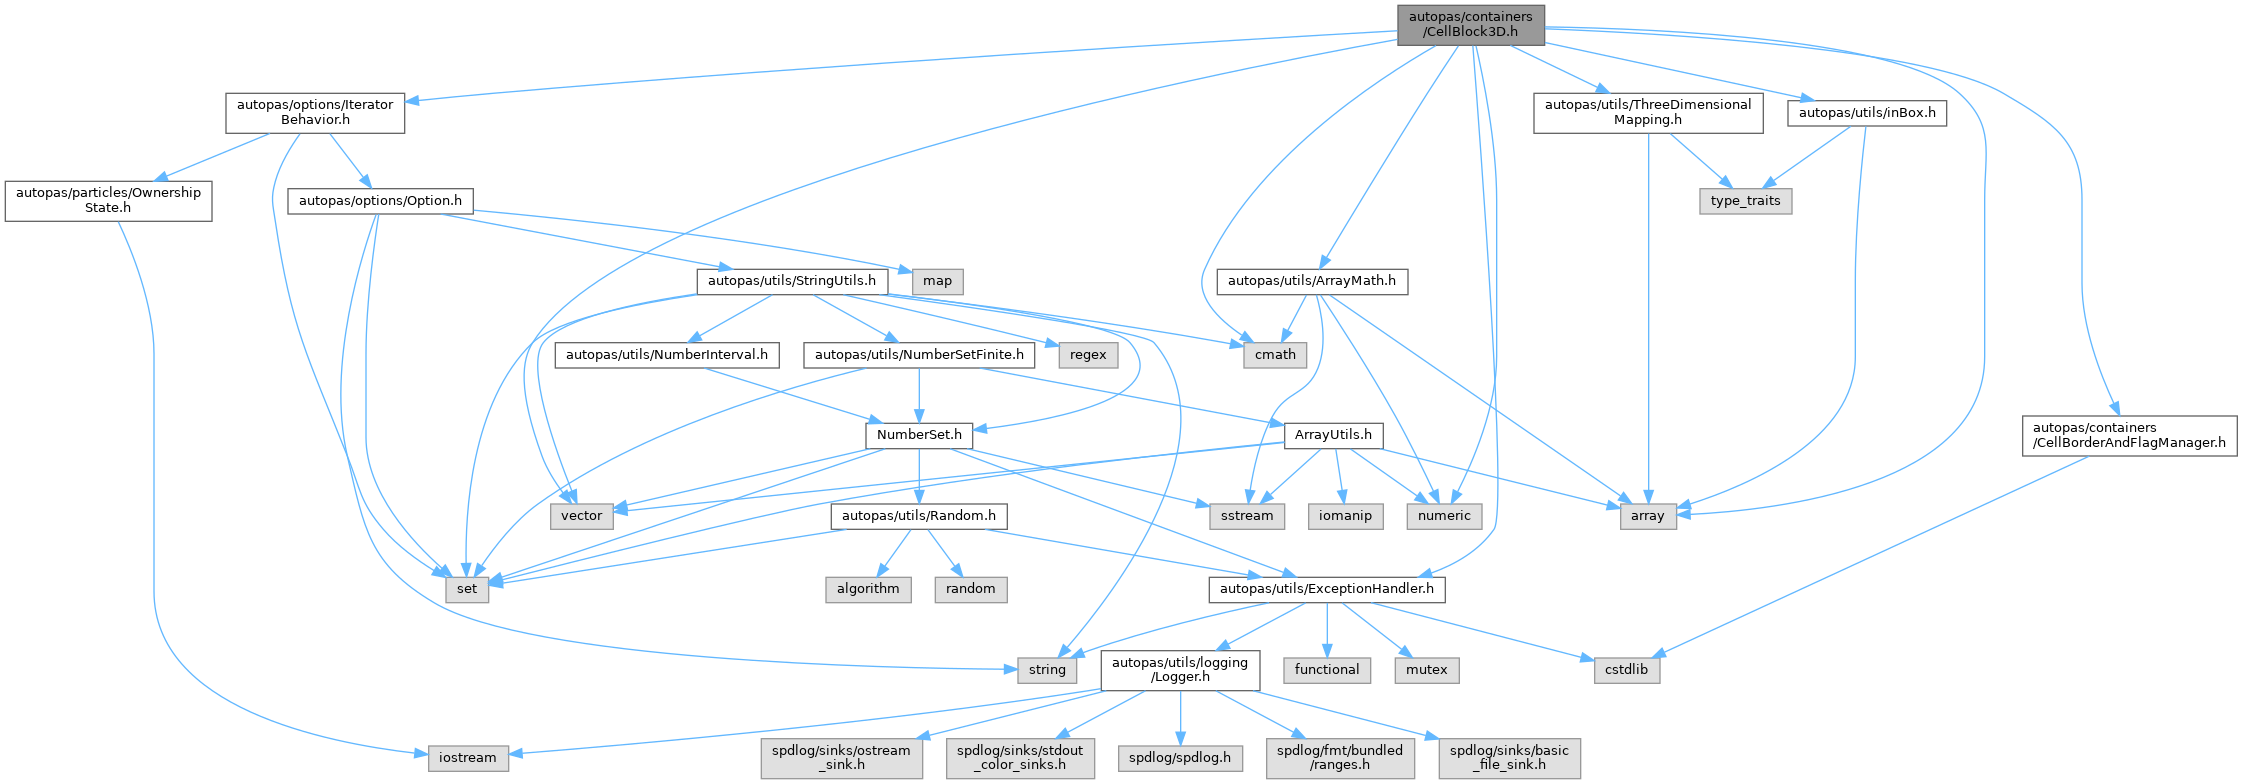 autopas/containers
/CellBlock3D.h
autopas/options/Iterator
Behavior.h
autopas/utils/ThreeDimensional
Mapping.h
autopas/utils/inBox.h
autopas/particles/Ownership
State.h
autopas/options/Option.h
type_traits
autopas/utils/StringUtils.h
map
autopas/utils/ArrayMath.h
autopas/utils/NumberInterval.h
autopas/utils/NumberSetFinite.h
regex
cmath
NumberSet.h
ArrayUtils.h
autopas/containers
/CellBorderAndFlagManager.h
vector
autopas/utils/Random.h
sstream
iomanip
numeric
array
set
algorithm
random
autopas/utils/ExceptionHandler.h
string
autopas/utils/logging
/Logger.h
functional
mutex
cstdlib
iostream
spdlog/sinks/ostream
_sink.h
spdlog/sinks/stdout
_color_sinks.h
spdlog/spdlog.h
spdlog/fmt/bundled
/ranges.h
spdlog/sinks/basic
_file_sink.h